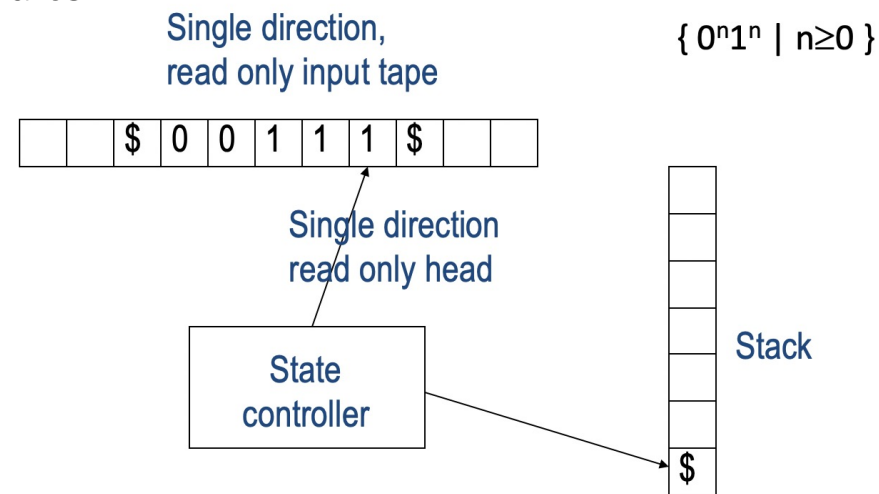 Single direction,
read only input tape
{ 0ⁿ1ⁿ | n≥0 }
$ 0 0 1 1 1 $
Single direction
read only head
State
controller
Stack
$